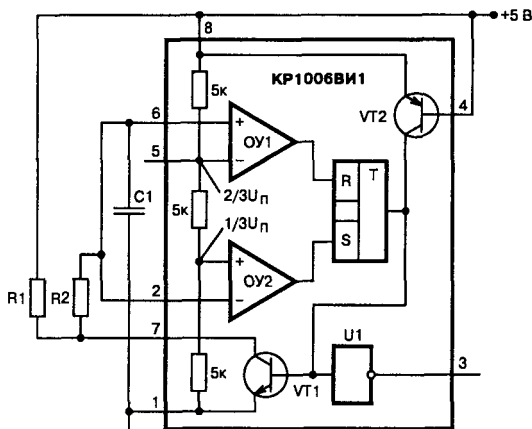 +5 В
8
КР1006ВИ1
5к
6
+
ОУ1
VT2
4
5
−
R
T
2/3Uп
C1
5к
1/3Uп
S
+
ОУ2
R1
R2
2
−
7
U1
3
5к
1
VT1